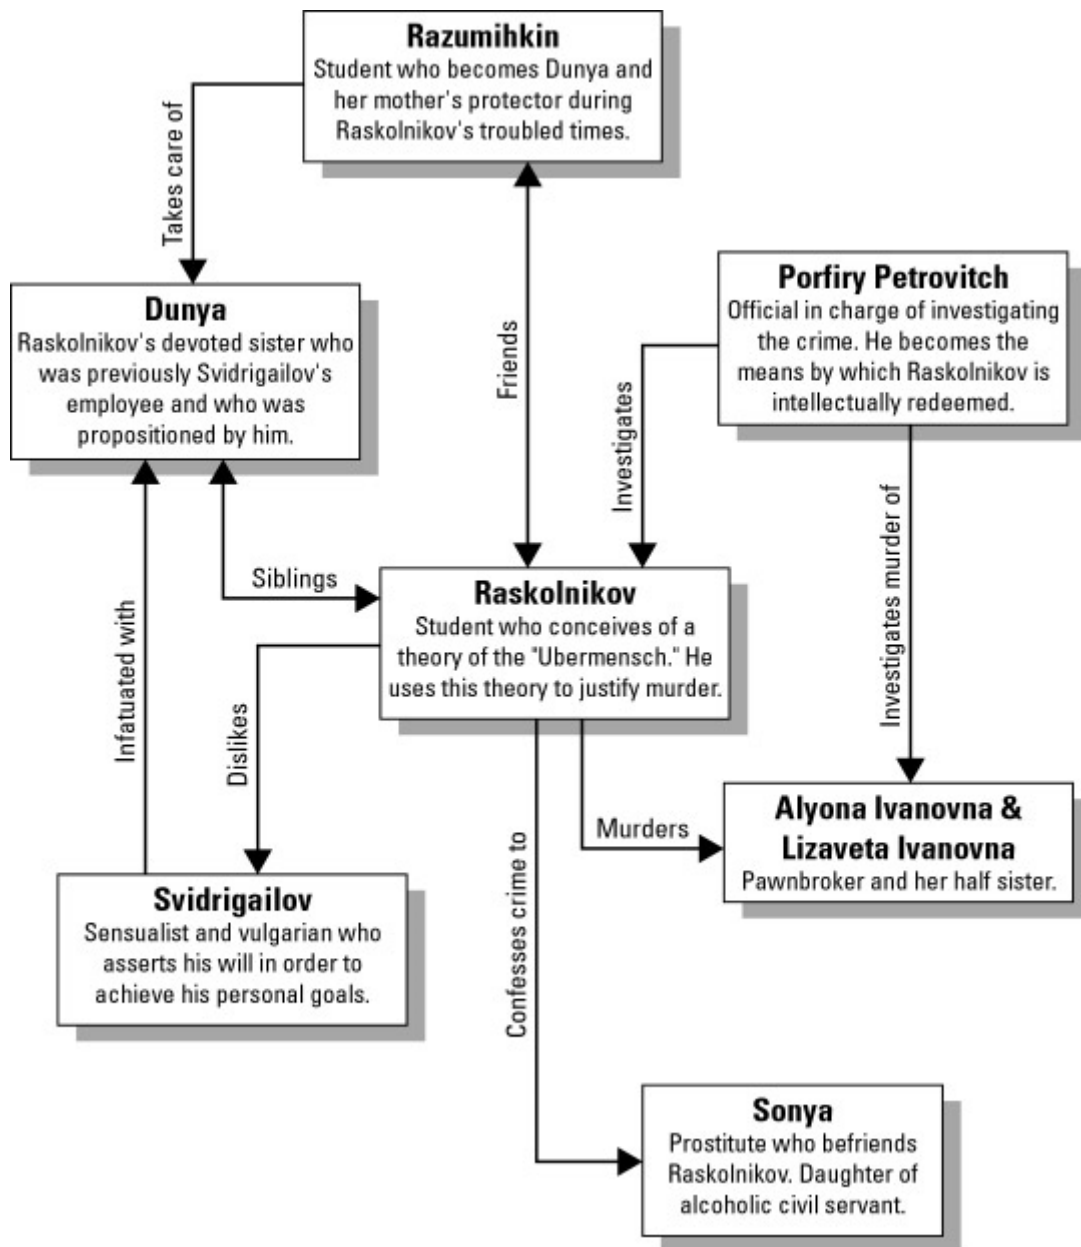 Razumihkin
Student who becomes Dunya and
her mother's protector during
Raskolnikov's troubled times.
Takes care of
Friends
Dunya
Raskolnikov's devoted sister who
was previously Svidrigailov's
employee and who was
propositioned by him.
Porfiry Petrovitch
Official in charge of investigating
the crime. He becomes the
means by which Raskolnikov is
intellectually redeemed.
Investigates
Investigates murder of
Siblings
Infatuated with
Raskolnikov
Student who conceives of a
theory of the "Ubermensch." He
uses this theory to justify murder.
Dislikes
Confesses crime to
Murders
Alyona Ivanovna &
Lizaveta Ivanovna
Pawnbroker and her half sister.
Svidrigailov
Sensualist and vulgarian who
asserts his will in order to
achieve his personal goals.
Sonya
Prostitute who befriends
Raskolnikov. Daughter of
alcoholic civil servant.